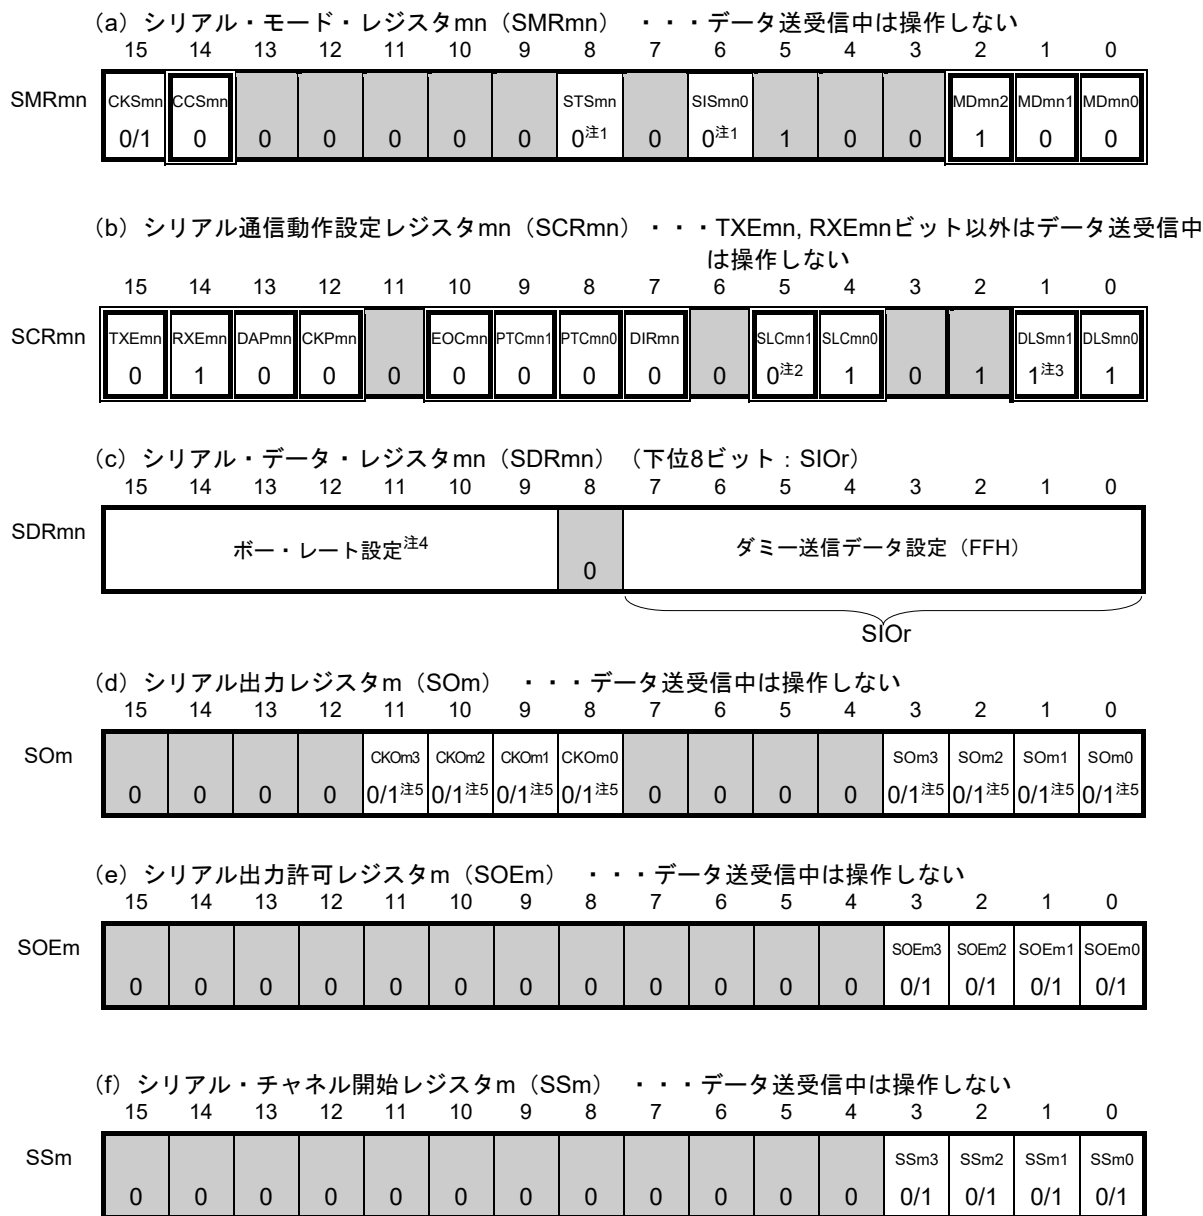 (a) シリアル・モード・レジスタmn（SMRmn） ・・・データ送受信中は操作しない
15 14 13 12 11 10 9 8 7 6 5 4 3 2 1 0
SMRmn CKSmn CCSmn STSmn SISmn0 MDmn2 MDmn1 MDmn0
0/1 0 0 0 0 0 0 0注1 0 0注1 1 0 0 1 0 0
(b) シリアル通信動作設定レジスタmn（SCRmn）・・・TXEmn, RXEmnビット以外はデータ送受信中
は操作しない
15 14 13 12 11 10 9 8 7 6 5 4 3 2 1 0
SCRmn TXEmn RXEmn DAPmn CKPmn EOCmn PTCmn1 PTCmn0 DIRmn SLCmn1 SLCmn0 DLSmn1 DLSmn0
0 1 0 0 0 0 0 0 0 0 0注2 1 0 1 1注3 1
(c) シリアル・データ・レジスタmn（SDRmn）（下位8ビット：SIOr）
15 14 13 12 11 10 9 8 7 6 5 4 3 2 1 0
SDRmn ボー・レート設定注4 0 ダミー送信データ設定（FFH）
SIOr
(d) シリアル出力レジスタm（SOm） ・・・データ送受信中は操作しない
15 14 13 12 11 10 9 8 7 6 5 4 3 2 1 0
SOm CKOm3 CKOm2 CKOm1 CKOm0 SOm3 SOm2 SOm1 SOm0
0 0 0 0 0/1注5 0/1注5 0/1注5 0/1注5 0 0 0 0 0/1注5 0/1注5 0/1注5 0/1注5
(e) シリアル出力許可レジスタm（SOEm） ・・・データ送受信中は操作しない
15 14 13 12 11 10 9 8 7 6 5 4 3 2 1 0
SOEm SOEm3 SOEm2 SOEm1 SOEm0
0 0 0 0 0 0 0 0 0 0 0 0 0/1 0/1 0/1 0/1
(f) シリアル・チャネル開始レジスタm（SSm） ・・・データ送受信中は操作しない
15 14 13 12 11 10 9 8 7 6 5 4 3 2 1 0
SSm SSm3 SSm2 SSm1 SSm0
0 0 0 0 0 0 0 0 0 0 0 0 0/1 0/1 0/1 0/1